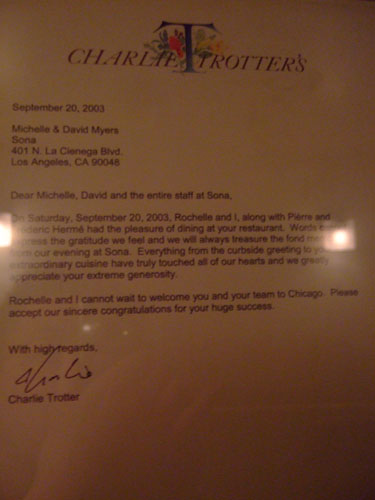 CHARLIE TROTTER'S
September 20, 2003
Michelle & David Myers
Sona
401 N. La Cienega Blvd.
Los Angeles, CA 90048
Dear Michelle, David and the entire staff at Sona,
On Saturday, September 20, 2003, Rochelle and I, along with Pierre and
Frédéric Hermé had the pleasure of dining at your restaurant. Words
express the gratitude we feel and we will always treasure the fond
from our evening at Sona. Everything from the curbside greeting to
extraordinary cuisine have truly touched all of our hearts and we greatly
appreciate your extreme generosity.
Rochelle and I cannot wait to welcome you and your team to Chicago. Please
accept our sincere congratulations for your huge success.
With high regards,
Charlie
Charlie Trotter